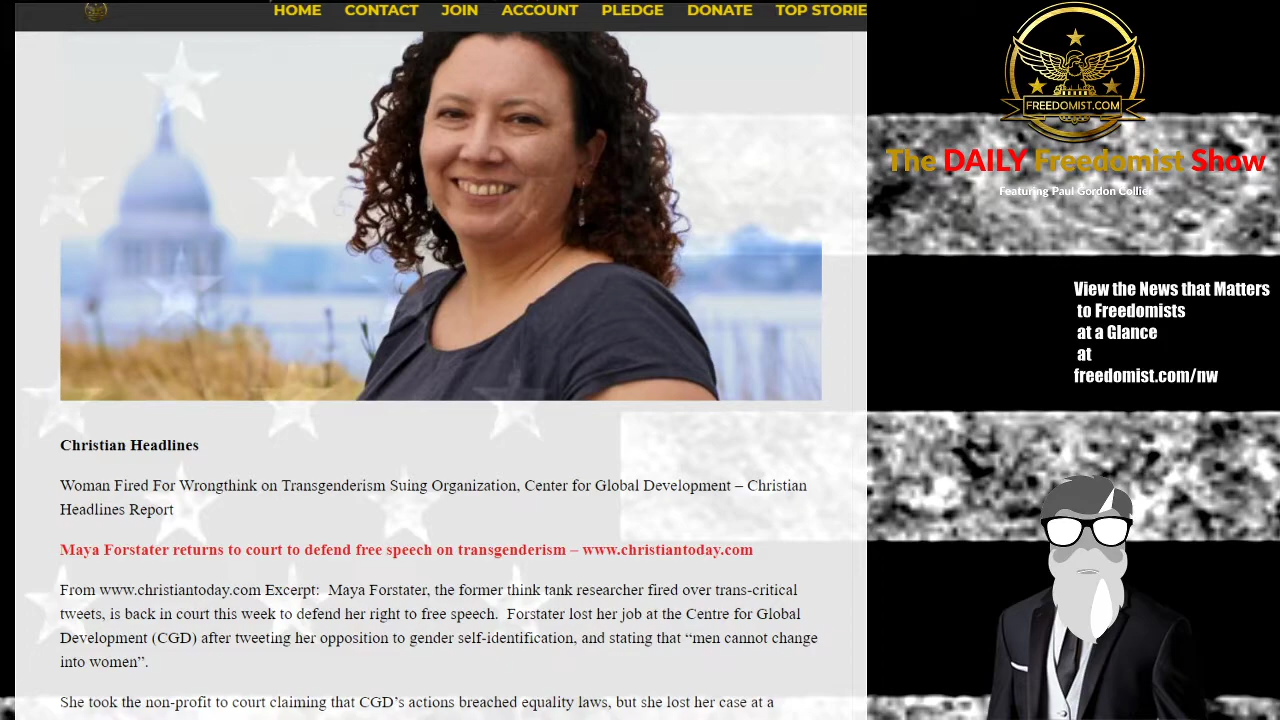 HOME CONTACT JOIN ACCOUNT PLEDGE DONATE TOP STORIE
FREEDOMIST.COM
The DAILY Freedomist Show
Featuring Paul Gordon Collier
View the News that Matters
to Freedomists
at a Glance
at
freedomist.com/nw
Christian Headlines
Woman Fired For Wrongthink on Transgenderism Suing Organization, Center for Global Development – Christian
Headlines Report
Maya Forstater returns to court to defend free speech on transgenderism – www.christiantoday.com
From www.christiantoday.com Excerpt:  Maya Forstater, the former think tank researcher fired over trans-critical
tweets, is back in court this week to defend her right to free speech.  Forstater lost her job at the Centre for Global
Development (CGD) after tweeting her opposition to gender self-identification, and stating that “men cannot change
into women”.
She took the non-profit to court claiming that CGD’s actions breached equality laws, but she lost her case at a